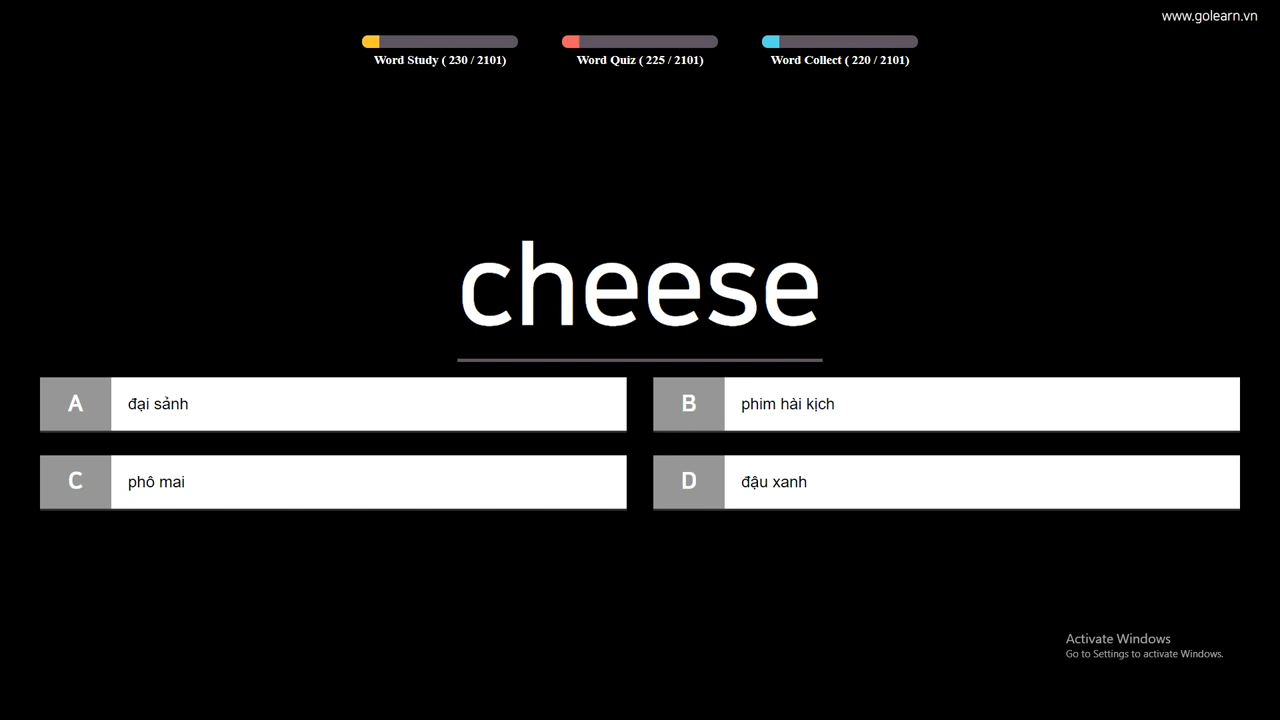 www.golearn.vn
Word Study ( 230 / 2101)
Word Quiz ( 225 / 2101)
Word Collect ( 220 / 2101)
cheese
A đại sảnh
B phim hài kịch
C phô mai
D đậu xanh
Activate Windows
Go to Settings to activate Windows.